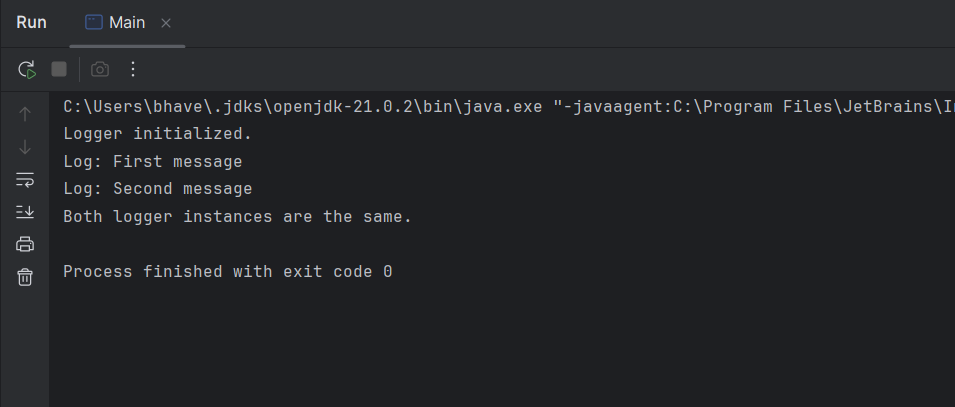 Run Main
C:\Users\bhave\.jdks\openjdk-21.0.2\bin\java.exe "-javaagent:C:\Program Files\JetBrains\
Logger initialized.
Log: First message
Log: Second message
Both logger instances are the same.
Process finished with exit code 0